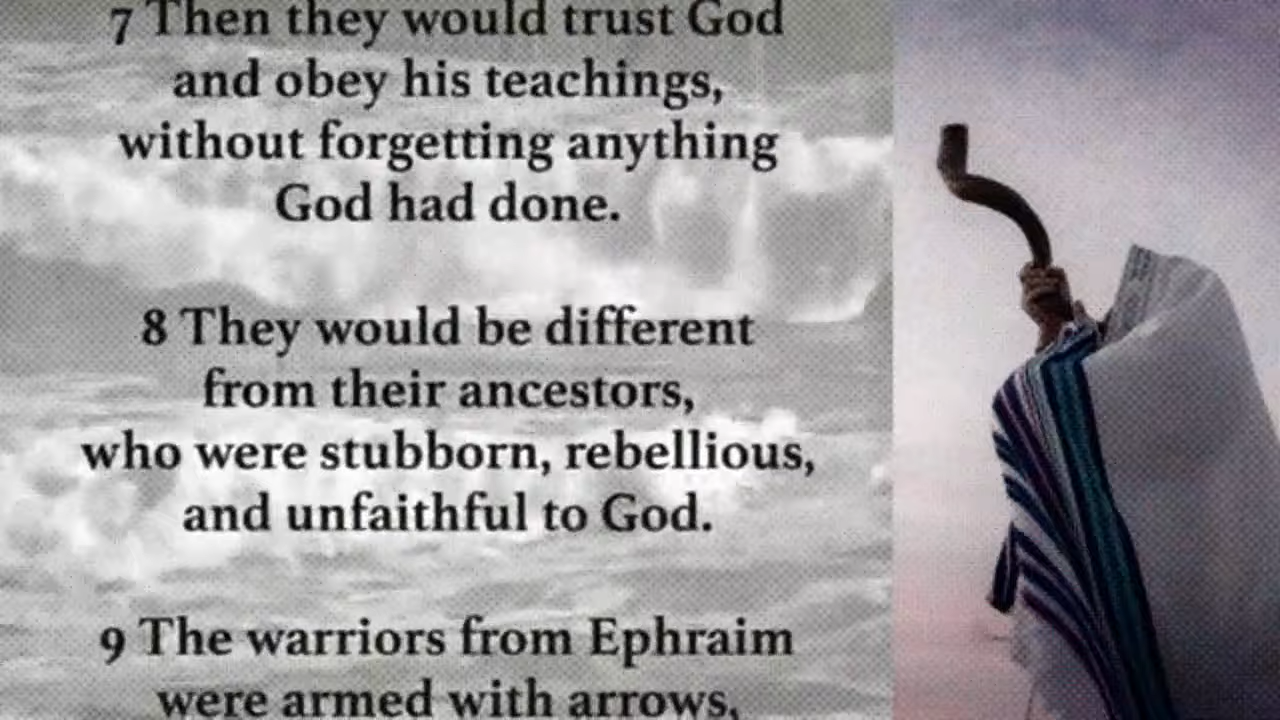 7 Then they would trust God
and obey his teachings,
without forgetting anything
God had done.
8 They would be different
from their ancestors,
who were stubborn, rebellious,
and unfaithful to God.
9 The warriors from Ephraim
were armed with arrows,